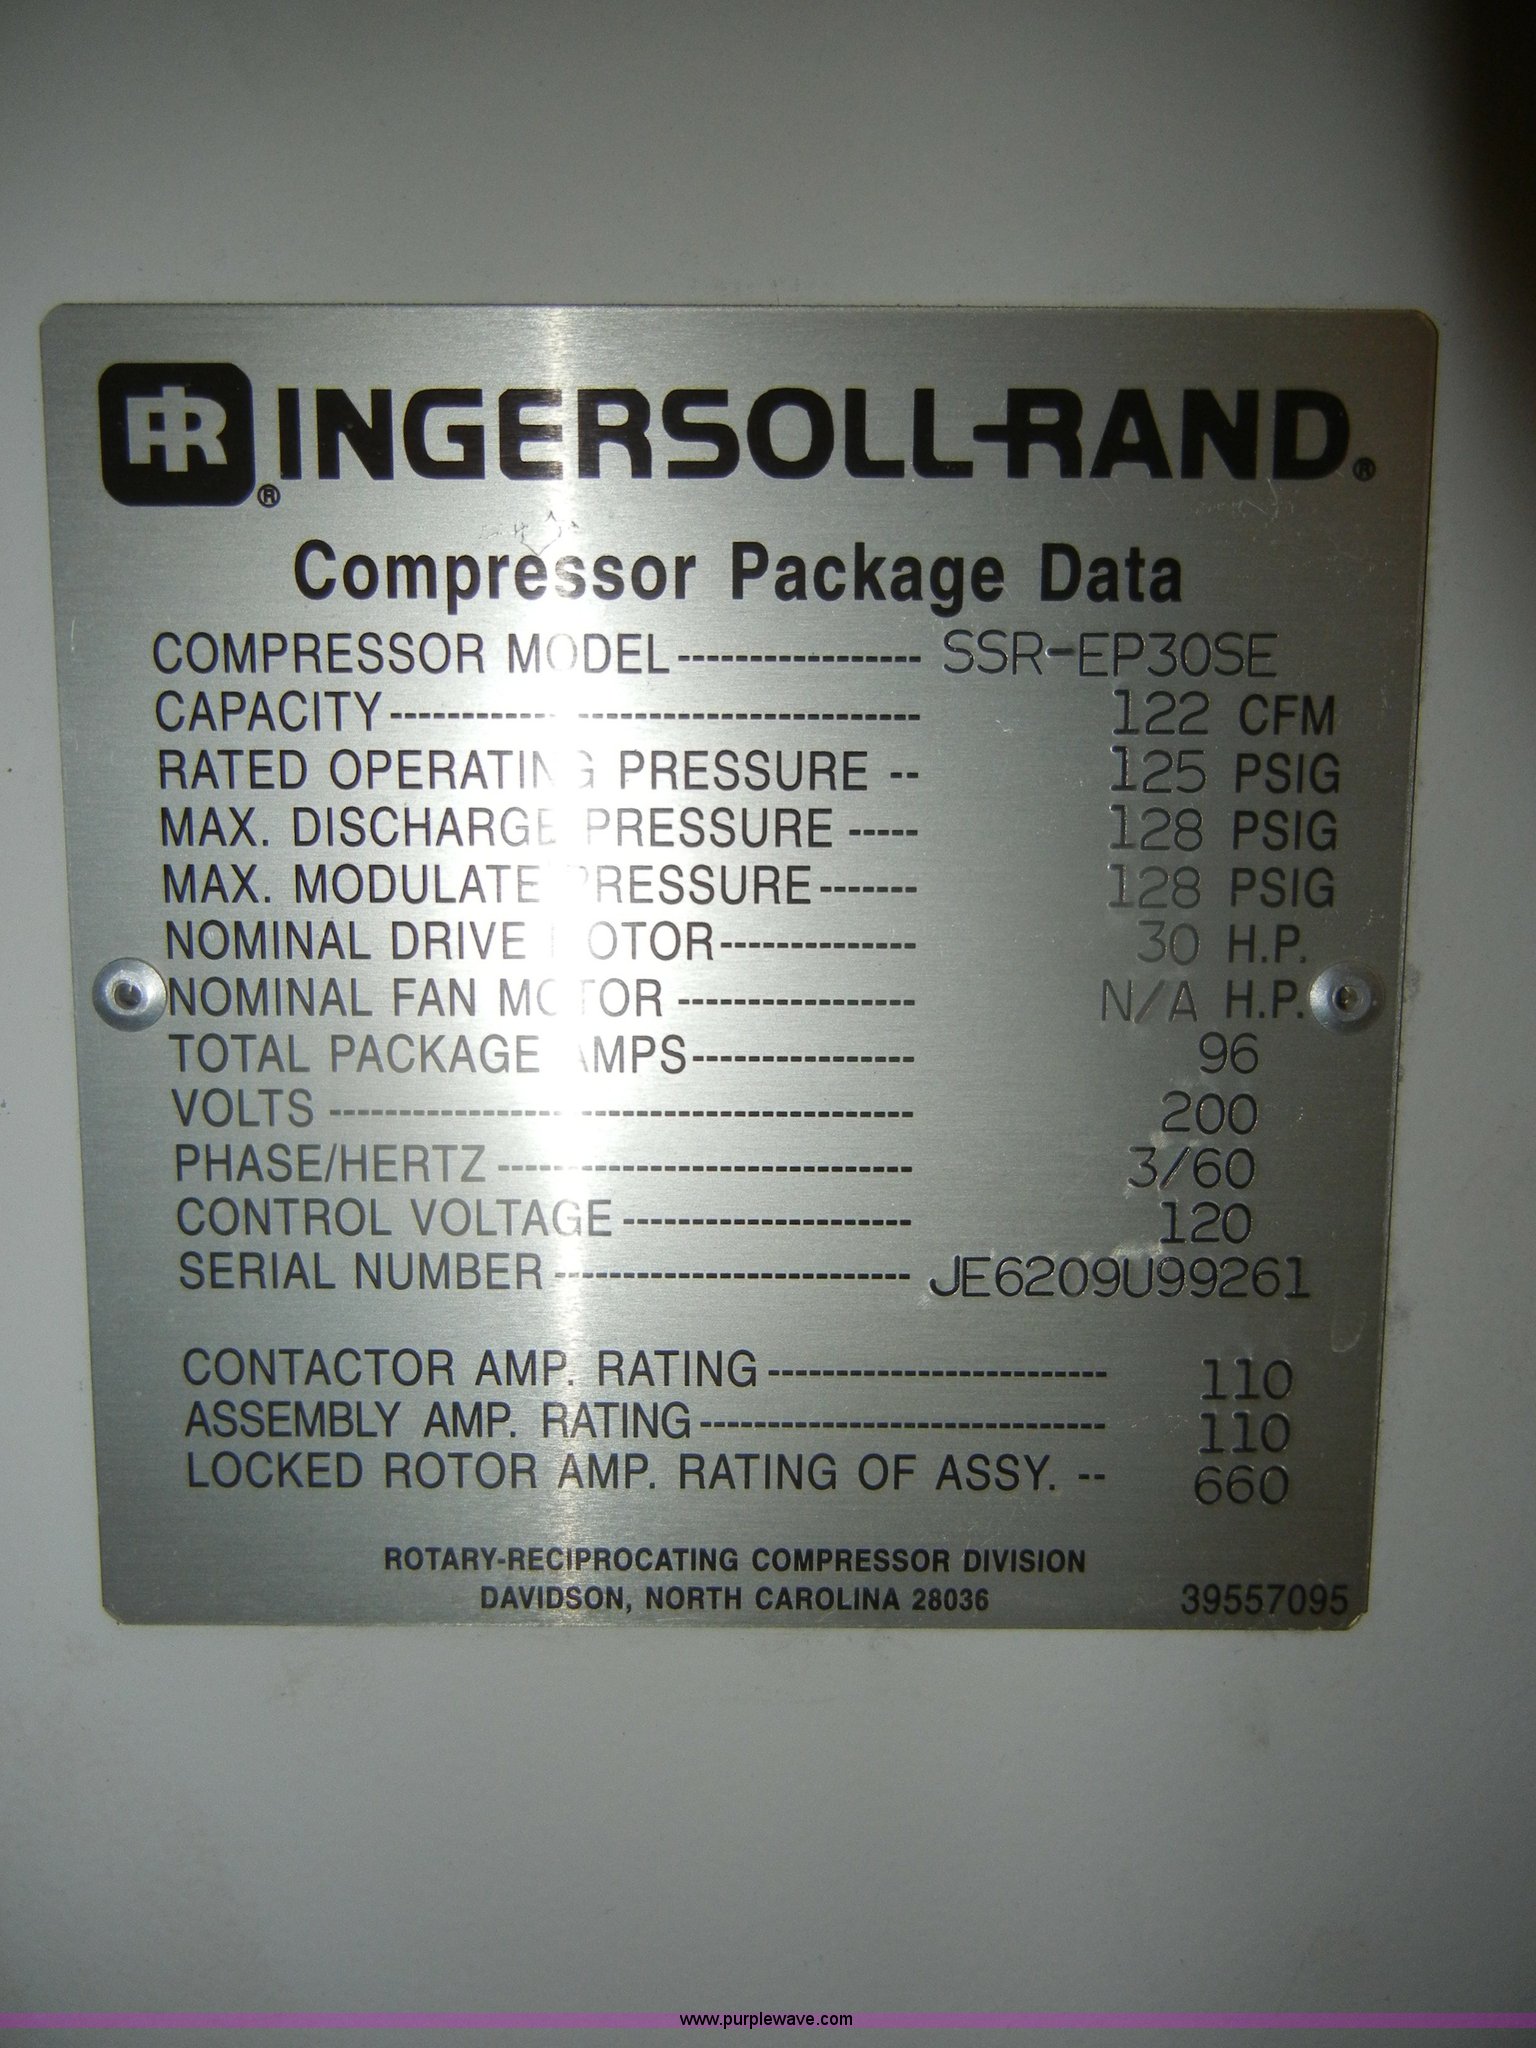 IR® INGERSOLL-RAND®
Compressor Package Data
COMPRESSOR MODEL----------------- SSR-EP30SE
CAPACITY------------------------------------- 122 CFM
RATED OPERATING PRESSURE -- 125 PSIG
MAX. DISCHARGE PRESSURE ----- 128 PSIG
MAX. MODULATE PRESSURE------- 128 PSIG
NOMINAL DRIVE MOTOR-------------- 30 H.P.
NOMINAL FAN MOTOR ----------------- N/A H.P.
TOTAL PACKAGE AMPS---------------- 96
VOLTS ------------------------------------------ 200
PHASE/HERTZ ------------------------------ 3/60
CONTROL VOLTAGE --------------------- 120
SERIAL NUMBER -------------------------- JE6209U99261
CONTACTOR AMP. RATING------------------------- 110
ASSEMBLY AMP. RATING------------------------------ 110
LOCKED ROTOR AMP. RATING OF ASSY. -- 660
ROTARY-RECIPROCATING COMPRESSOR DIVISION
DAVIDSON, NORTH CAROLINA 28036 39557095
www.purplewave.com